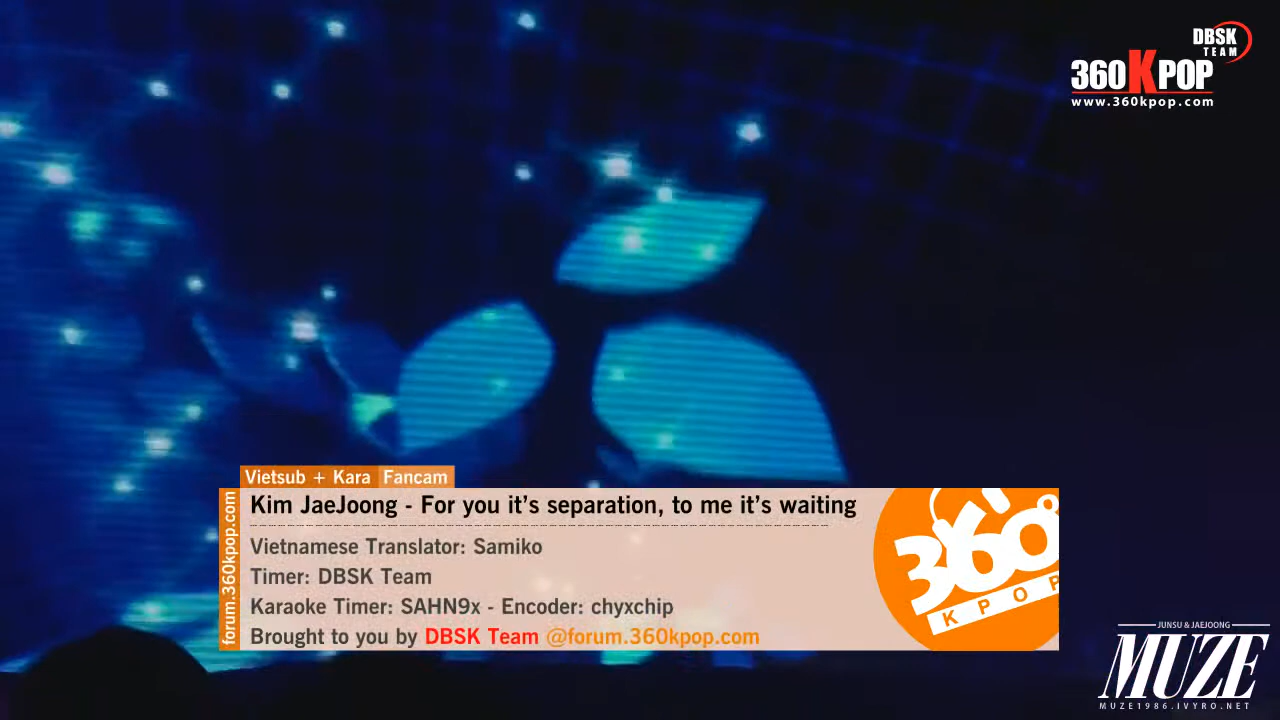 DBSK
TEAM
360KPOP
www.360kpop.com
Vietsub + Kara Fancam
forum.360kpop.com
Kim JaeJoong - For you it's separation, to me it's waiting
Vietnamese Translator: Samiko
Timer: DBSK Team
Karaoke Timer: SAHN9x - Encoder: chyxchip
Brought to you by DBSK Team @forum.360kpop.com
360°
KPOP
JUNSU & JAEJOONG
MUZE
MUZE1986.IVYRO.NET